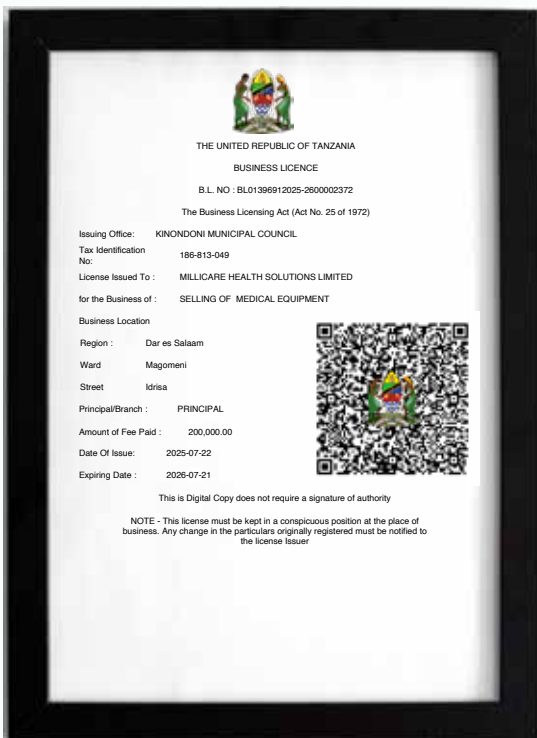 THE UNITED REPUBLIC OF TANZANIA
BUSINESS LICENCE
B.L. NO : BL01396912025-2600002372
The Business Licensing Act (Act No. 25 of 1972)
Issuing Office: KINONDONI MUNICIPAL COUNCIL
Tax Identification
No: 186-813-049
License Issued To : MILLICARE HEALTH SOLUTIONS LIMITED
for the Business of : SELLING OF MEDICAL EQUIPMENT
Business Location
Region : Dar es Salaam
Ward Magomeni
Street Idrisa
Principal/Branch : PRINCIPAL
Amount of Fee Paid : 200,000.00
Date Of Issue: 2025-07-22
Expiring Date : 2026-07-21
This is Digital Copy does not require a signature of authority
NOTE - This license must be kept in a conspicuous position at the place of
business. Any change in the particulars originally registered must be notified to
the license Issuer